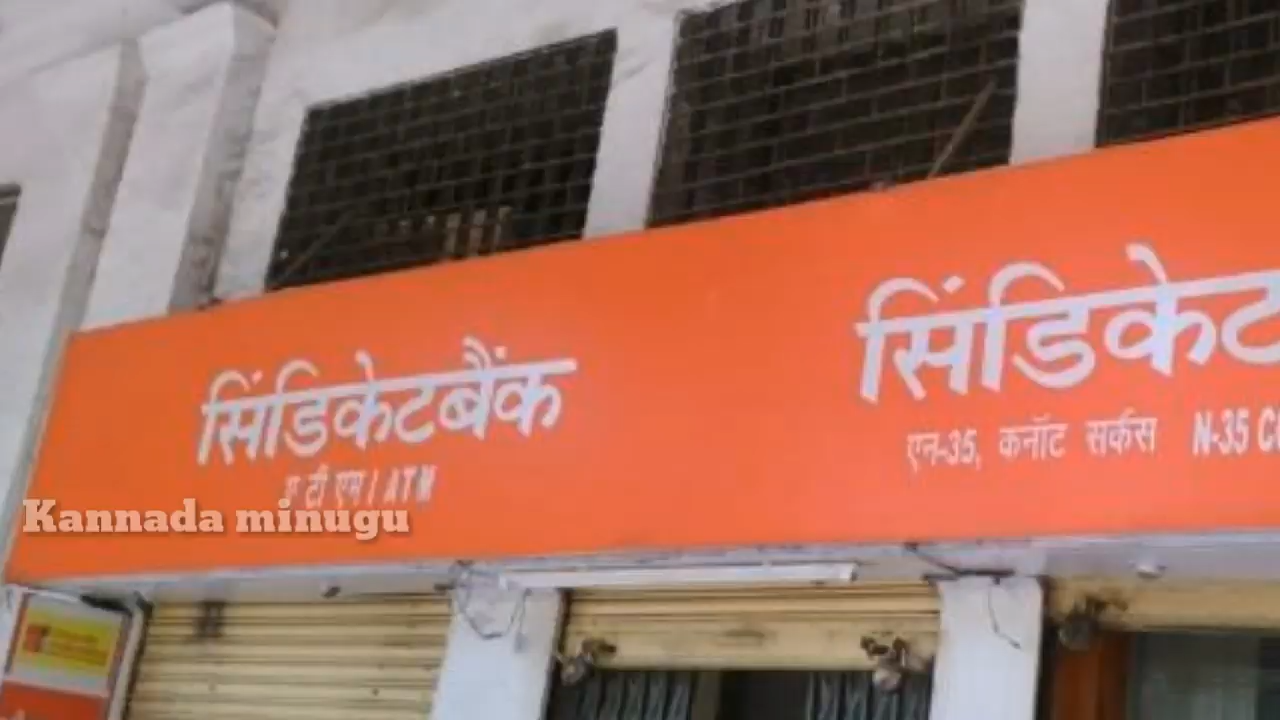 सिंडिकेटबैंक
ए टी एम / ATM
सिंडिकेट
एन-35, कनॉट सर्कस N-35
Kannada minugu